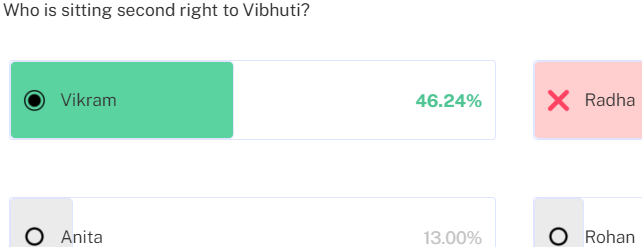 Who is sitting second right to Vibhuti?
Vikram 46.24% Radha
Anita 13.00% Rohan